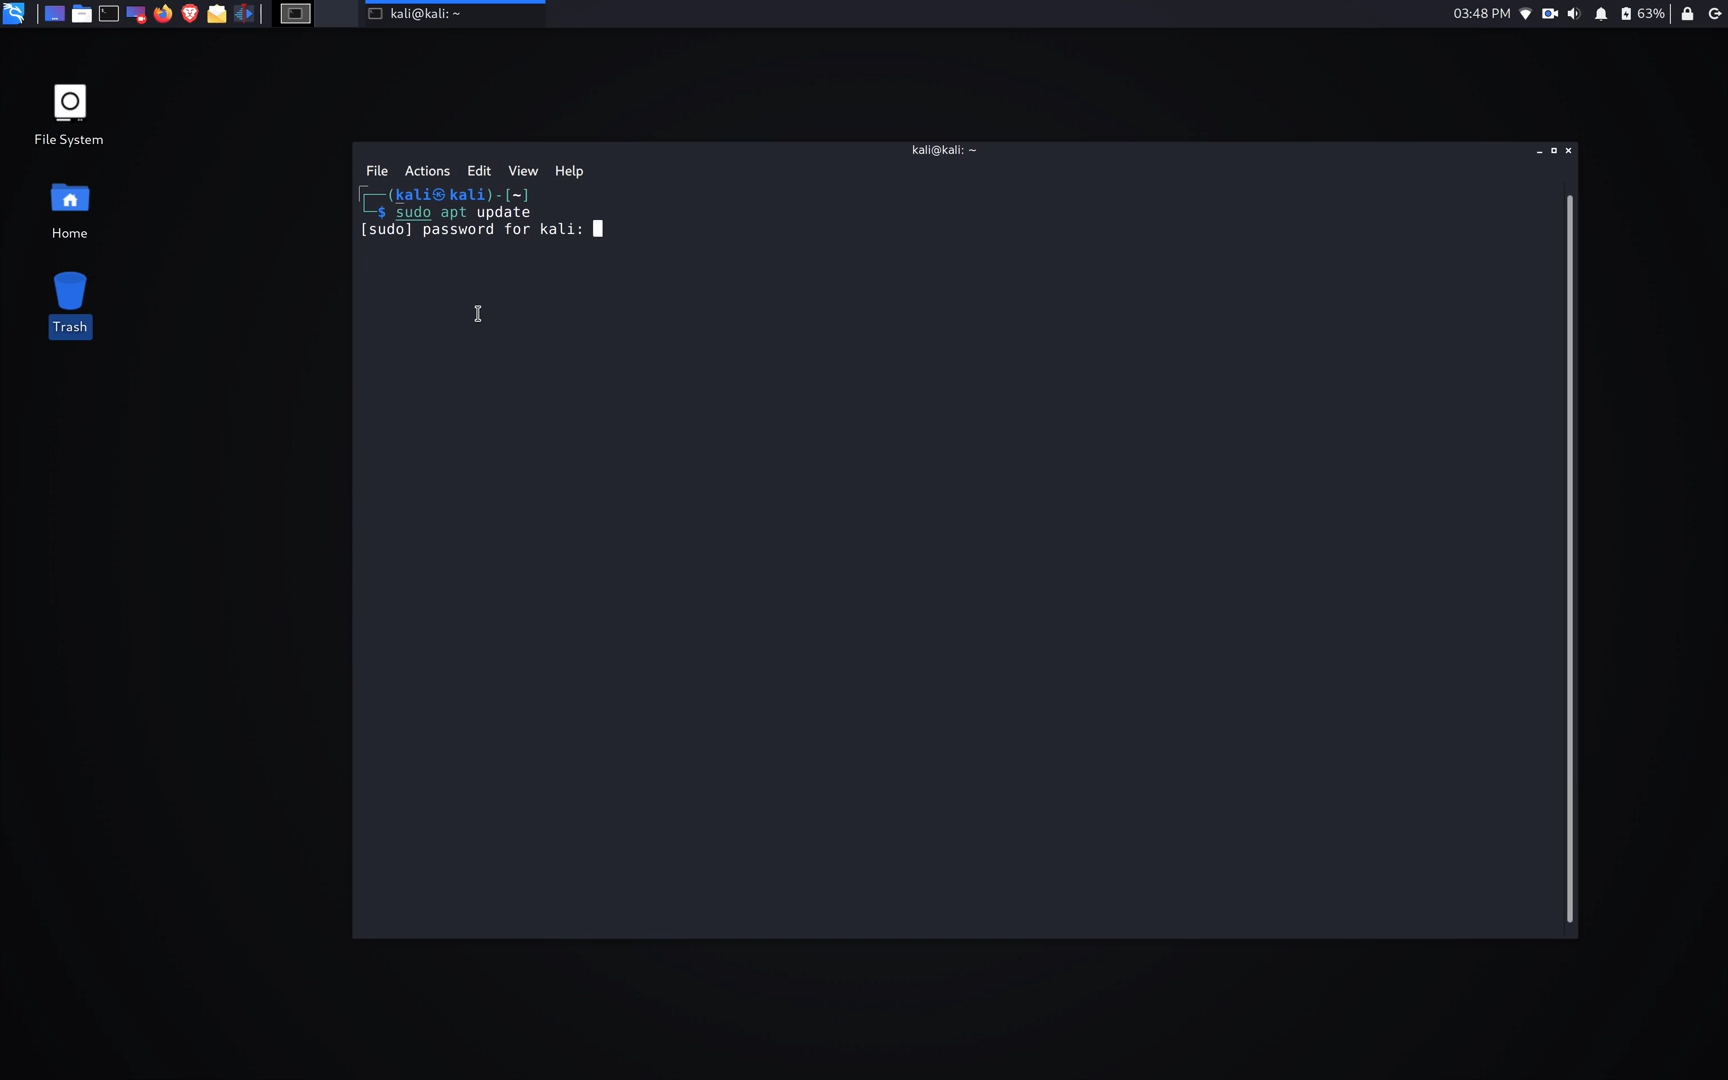 kali@kali: ~
03:48 PM
63%
File System
Home
Trash
kali@kali: ~
File Actions Edit View Help
┌──(kali㉿kali)-[~]
└─$ sudo apt update
[sudo] password for kali: